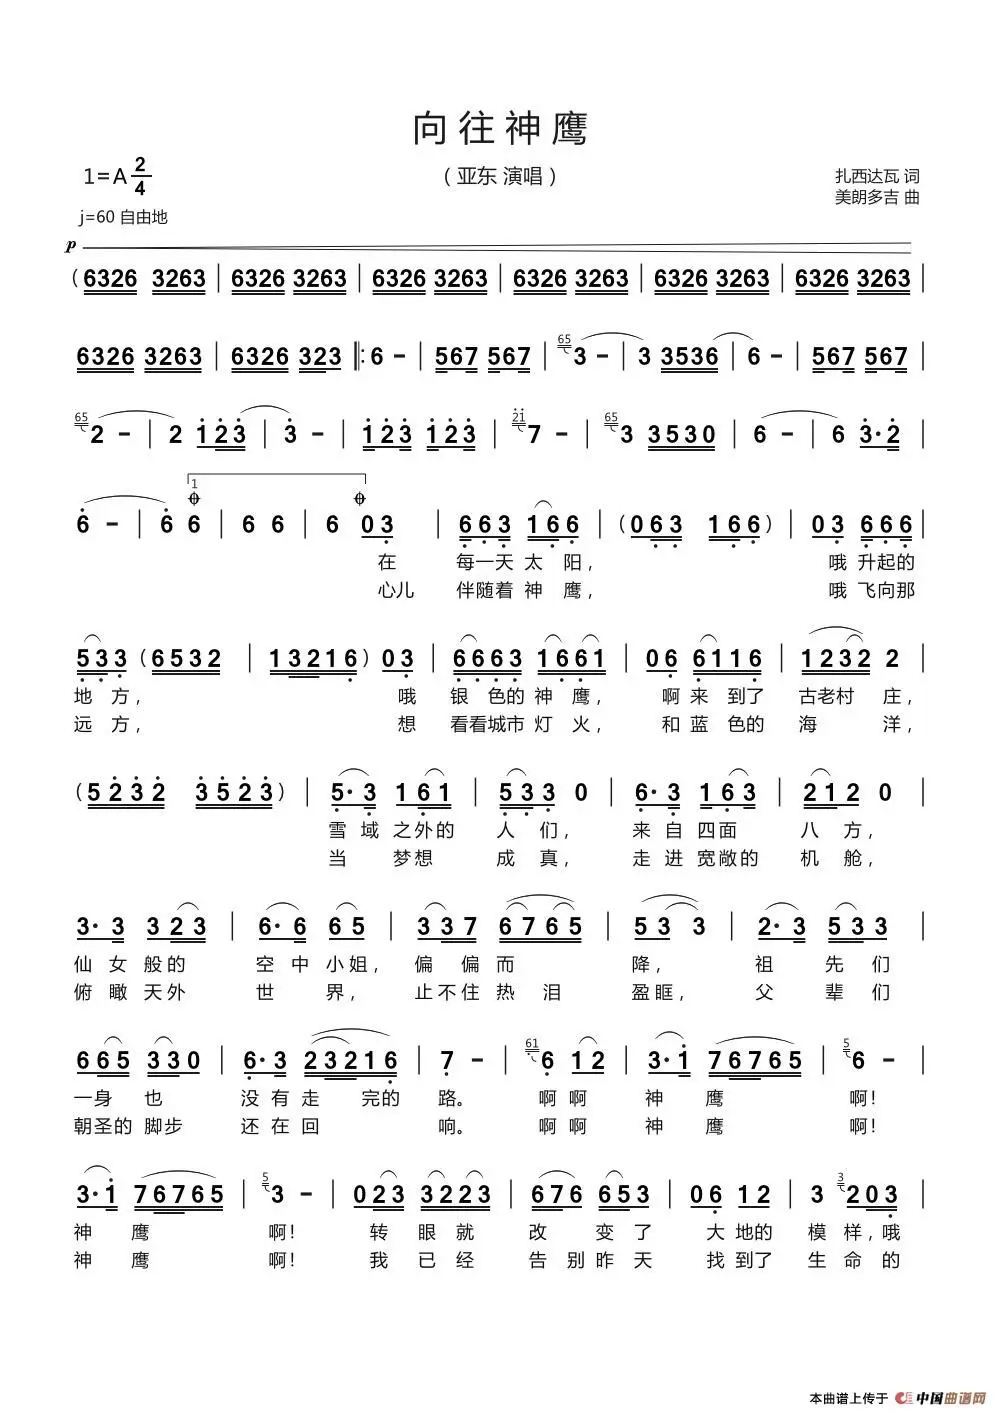 向往神鹰
（亚东 演唱）
1=A 2/4
扎西达瓦 词
美朗多吉 曲
j=60 自由地
p
( 6326 3263 | 6326 3263 | 6326 3263 | 6326 3263 | 6326 3263 | 6326 3263 |
6326 3263 | 6326 323 ‖: 6 – | 567 567 | 65 3 – | 3 3536 | 6 – | 567 567 |
65 2 – | 2 123 | 3 – | 123 123 | 21 7 – | 65 3 3530 | 6 – | 6 3·2 |
1
6 – | 6 6 | 6 6 | 6 03 | 663 166 | (063 166) | 03 666 |
在 每一天 太 阳， 哦 升起的
心儿 伴随着 神 鹰， 哦 飞向那
533 (6532 | 13216) 03 | 6663 1661 | 06 6116 | 1232 2 |
地 方， 哦 银 色的 神 鹰， 啊 来 到了 古老村 庄，
远 方， 想 看看城市 灯 火， 和 蓝 色的 海 洋，
(5232 3523) | 5·3 161 | 533 0 | 6·3 163 | 212 0 |
雪 域 之外的 人 们， 来 自 四面 八 方，
当 梦想 成 真， 走 进 宽敞的 机 舱，
3·3 323 | 6·6 65 | 337 6765 | 533 | 2·3 533 |
仙 女 般的 空 中 小姐， 偏 偏 而 降， 祖 先 们
俯 瞰 天外 世 界， 止不住 热 泪 盈眶， 父 辈 们
6665 3330 | 6·3 23216 | 7 – | 61 6 12 | 3·1 76765 | 5 6 – |
一身 也 没 有 走 完的 路。 啊 啊 神 鹰 啊！
朝圣的 脚步 还 在 回 响。 啊 啊 神 鹰 啊！
3·1 76765 | 5 3 – | 023 3223 | 676 653 | 06 12 | 3 3 203 |
神 鹰 啊！ 转 眼 就 改 变 了 大 地的 模 样，哦
神 鹰 啊！ 我 已 经 告 别 昨 天 找 到了 生 命 的
本曲谱上传于 中国曲谱网